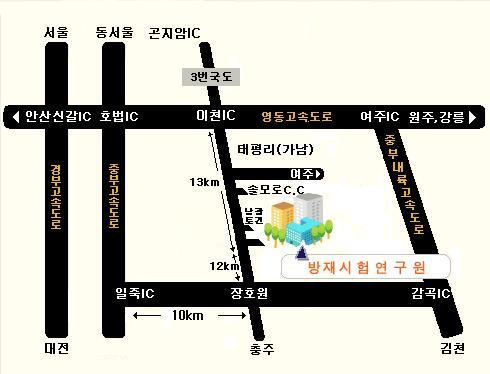 서울
동서울
곤지암IC
3번국도
안산신갈IC
호법IC
이천IC
영동고속도로
여주IC
원주,강릉
경부고속도로
중부고속도로
중부내륙고속도로
태평리(가남)
여주
13km
솔모로C.C
남결
토건
12km
방재시험연구원
일죽IC
장호원
감곡IC
10km
대전
충주
김천